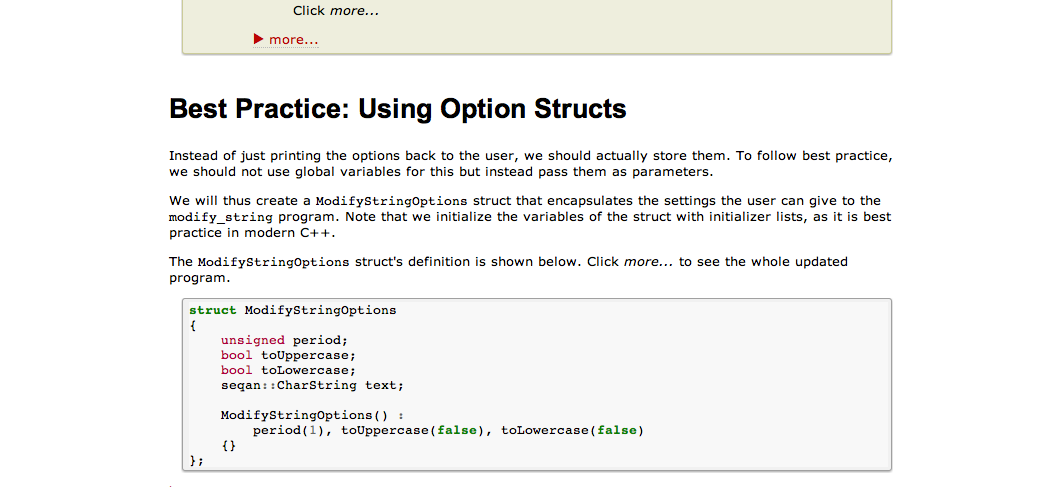 Click more...
▶ more...
Best Practice: Using Option Structs
Instead of just printing the options back to the user, we should actually store them. To follow best practice,
we should not use global variables for this but instead pass them as parameters.
We will thus create a ModifyStringOptions struct that encapsulates the settings the user can give to the
modify_string program. Note that we initialize the variables of the struct with initializer lists, as it is best
practice in modern C++.
The ModifyStringOptions struct's definition is shown below. Click more... to see the whole updated
program.
struct ModifyStringOptions
{
    unsigned period;
    bool toUppercase;
    bool toLowercase;
    seqan::CharString text;
    ModifyStringOptions() :
        period(1), toUppercase(false), toLowercase(false)
    {}
};